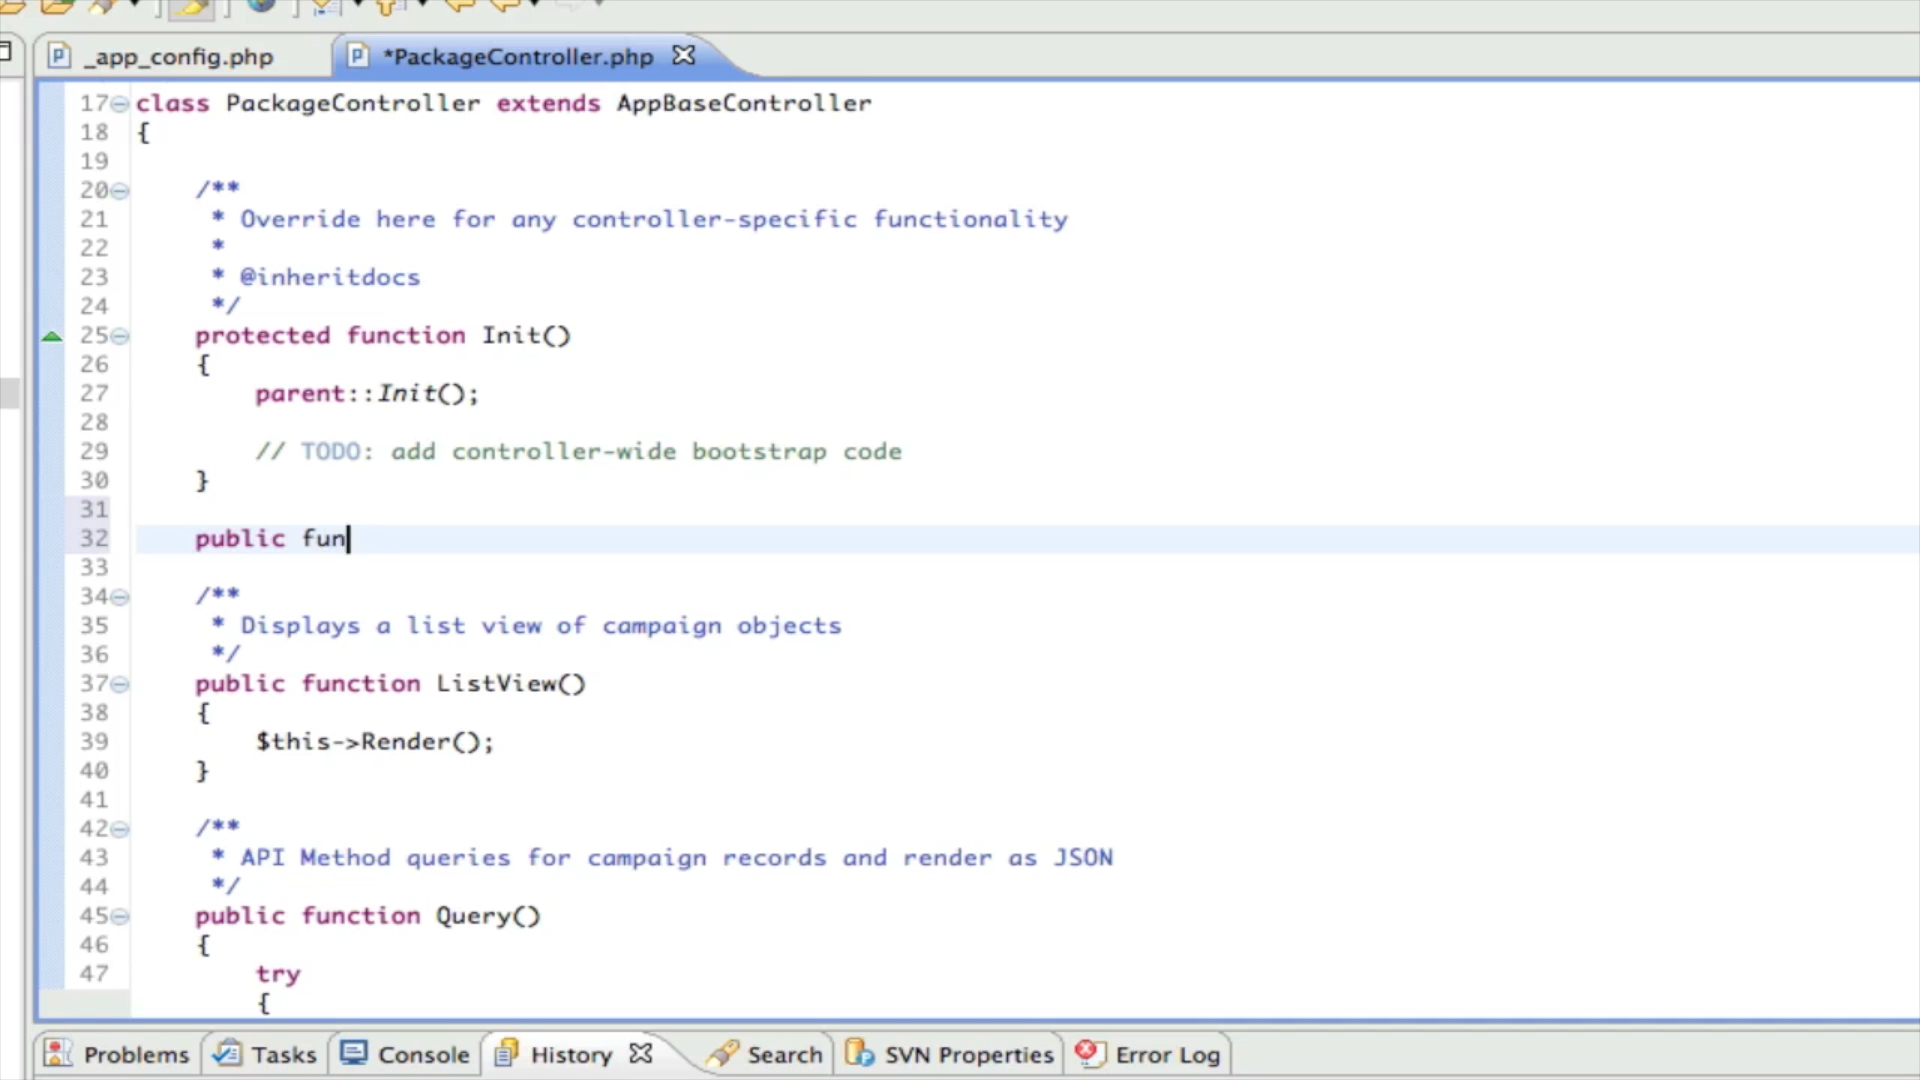 _app_config.php
*PackageController.php
17 class PackageController extends AppBaseController
18 {
19
20 /**
21 * Override here for any controller-specific functionality
22 *
23 * @inheritdocs
24 */
25 protected function Init()
26 {
27 parent::Init();
28
29 // TODO: add controller-wide bootstrap code
30 }
31
32 public fun
33
34 /**
35 * Displays a list view of campaign objects
36 */
37 public function ListView()
38 {
39 $this->Render();
40 }
41
42 /**
43 * API Method queries for campaign records and render as JSON
44 */
45 public function Query()
46 {
47 try
{
Problems Tasks Console History Search SVN Properties Error Log